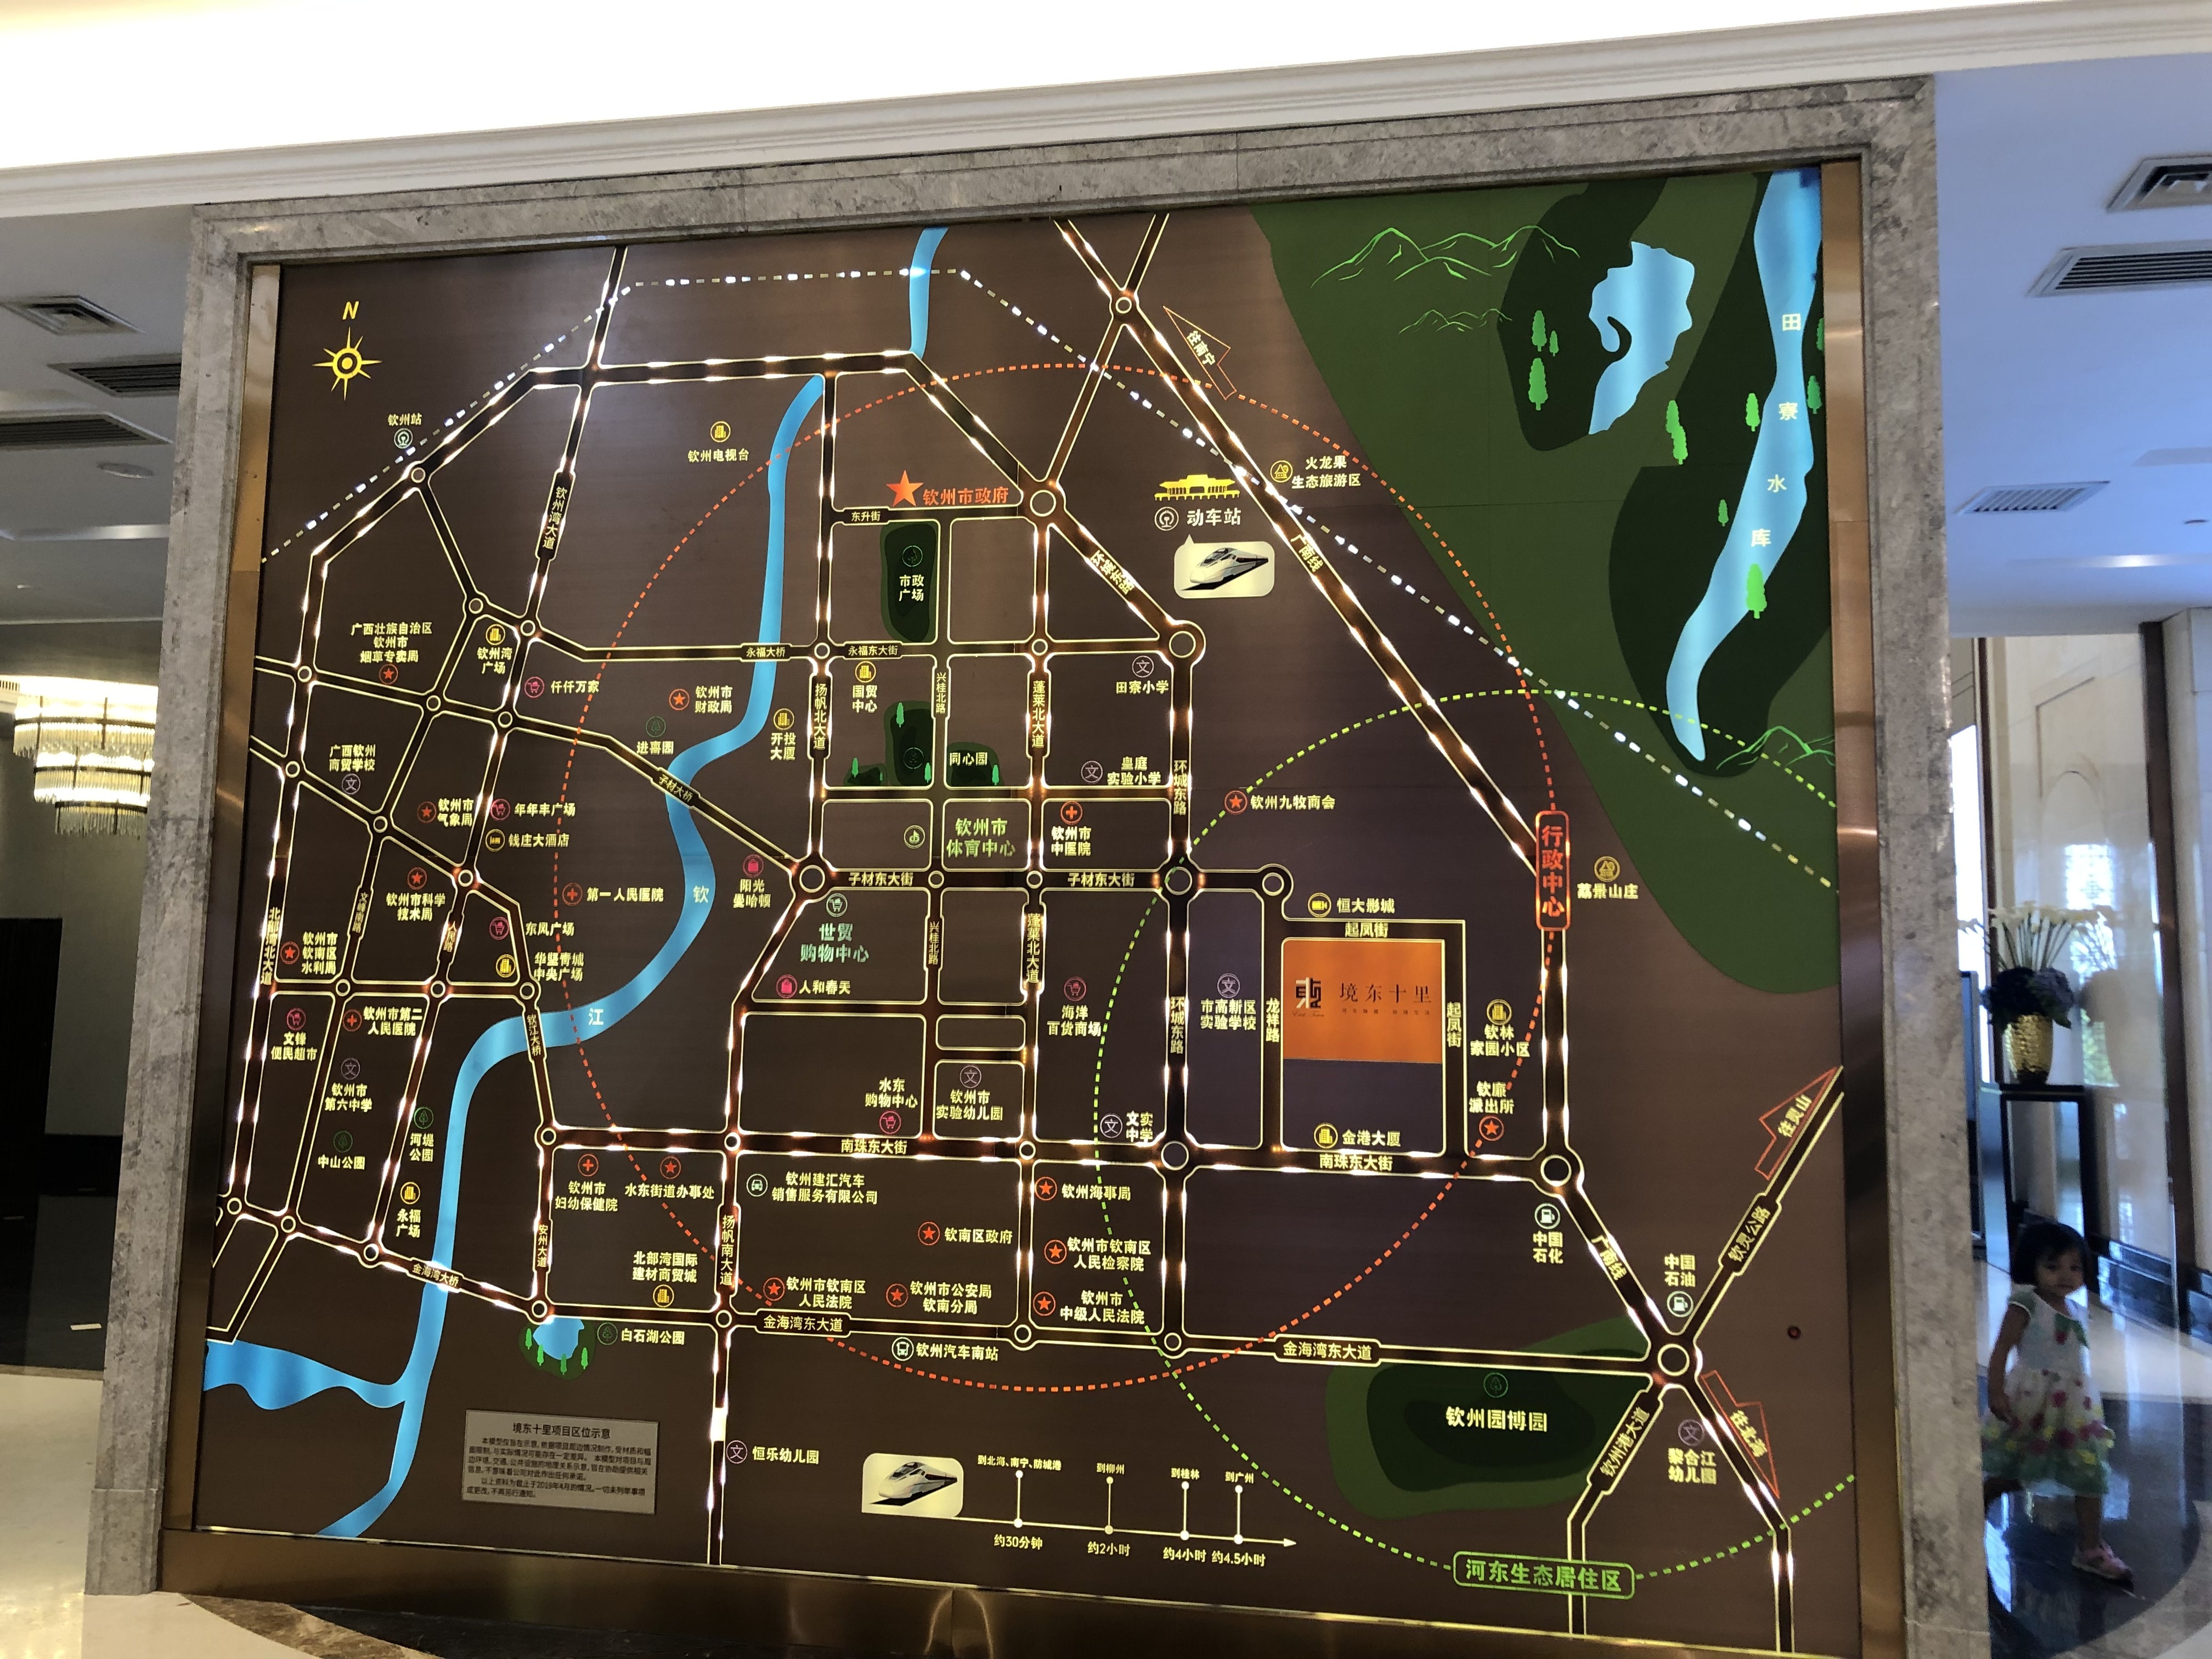 N
往南宁
田
寮
水
库
钦州站
钦州电视台
火龙果
生态旅游区
钦州湾大道
钦州市政府
动车站
东升街
市政
广场
环城东路
广南线
广西壮族自治区
钦州市
烟草专卖局
钦州湾
广场
永福大桥
永福东大街
仟仟万家
钦州市
财政局
国贸
中心
兴桂北路
蓬莱北大道
扬帆北大道
田寮小学
进喜园
开投
大厦
同心园
皇庭
实验小学
环城东路
广西钦州
商贸学校
子材大桥
钦州市
气象局
年年丰广场
钱庄大酒店
钦州市
体育中心
钦州市
中医院
钦州九牧商会
行政中心
荔景山庄
钦州市科学
技术局
第一人民医院
钦
阳光
曼哈顿
子材东大街
子材东大街
恒大影城
起凤街
文峰南路
人民路
北部湾北大道
东风广场
世贸
购物中心
兴桂北路
蓬莱北大道
钦州市
钦南区
水利局
华墅青城
中央广场
人和春天
境东十里
海洋
百货商场
环城东路
市高新区
实验学校
龙祥路
起凤街
钦林
家园小区
江
钦江大桥
文锋
便民超市
钦州市第二
人民医院
钦州市
第六中学
水东
购物中心
钦州市
实验幼儿园
文实
中学
钦廉
派出所
往灵山
河堤
公园
中山公园
南珠东大街
金港大厦
南珠东大街
永福
广场
钦州市
妇幼保健院
水东街道办事处
钦州建汇汽车
销售服务有限公司
钦州海事局
中国
石化
广南线
钦灵公路
安州大道
扬帆南大道
北部湾国际
建材商贸城
钦南区政府
钦州市钦南区
人民检察院
中国
石油
金海湾大桥
钦州市钦南区
人民法院
钦州市公安局
钦南分局
钦州市
中级人民法院
白石湖公园
金海湾东大道
钦州汽车南站
金海湾东大道
钦州园博园
钦州港大道
往北海
黎合江
幼儿园
境东十里项目区位示意
恒乐幼儿园
到北海、南宁、防城港
到柳州
到桂林
到广州
约30分钟
约2小时
约4小时
约4.5小时
河东生态居住区